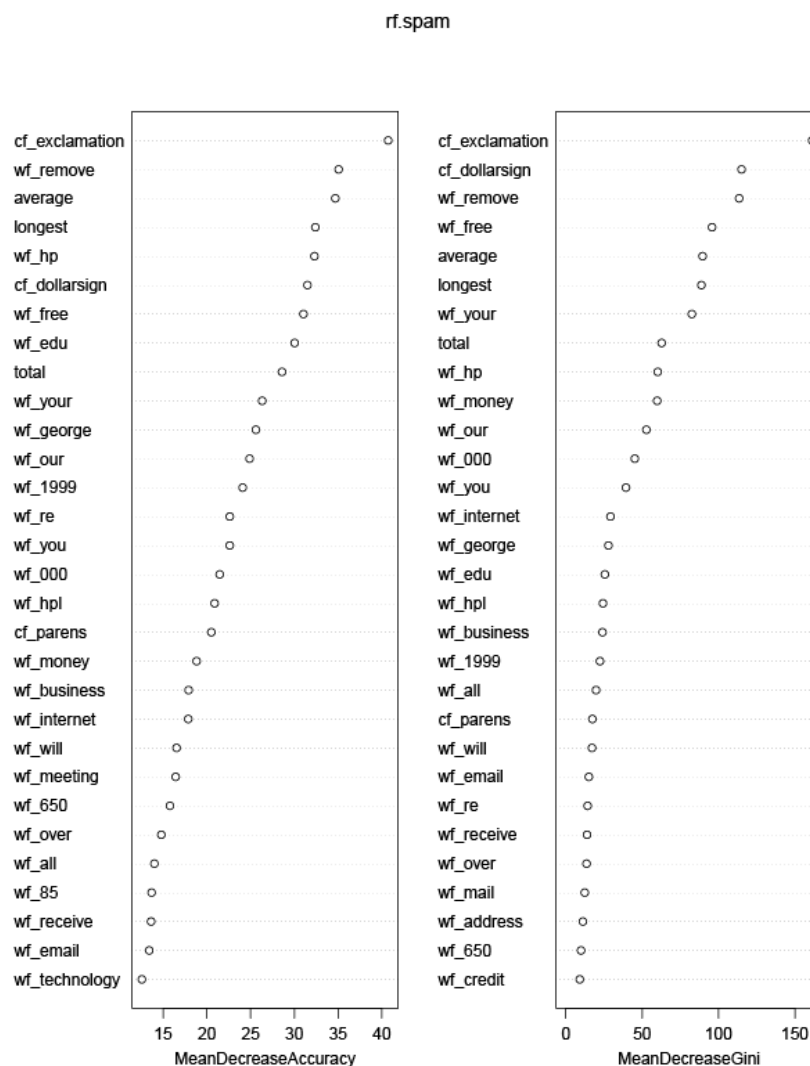 rf.spam
cf_exclamation
wf_remove
average
longest
wf_hp
cf_dollarsign
wf_free
wf_edu
total
wf_your
wf_george
wf_our
wf_1999
wf_re
wf_you
wf_000
wf_hpl
cf_parens
wf_money
wf_business
wf_internet
wf_will
wf_meeting
wf_650
wf_over
wf_all
wf_85
wf_receive
wf_email
wf_technology
15 20 25 30 35 40
MeanDecreaseAccuracy
cf_exclamation
cf_dollarsign
wf_remove
wf_free
average
longest
wf_your
total
wf_hp
wf_money
wf_our
wf_000
wf_you
wf_internet
wf_george
wf_edu
wf_hpl
wf_business
wf_1999
wf_all
cf_parens
wf_will
wf_email
wf_re
wf_receive
wf_over
wf_mail
wf_address
wf_650
wf_credit
0 50 100 150
MeanDecreaseGini